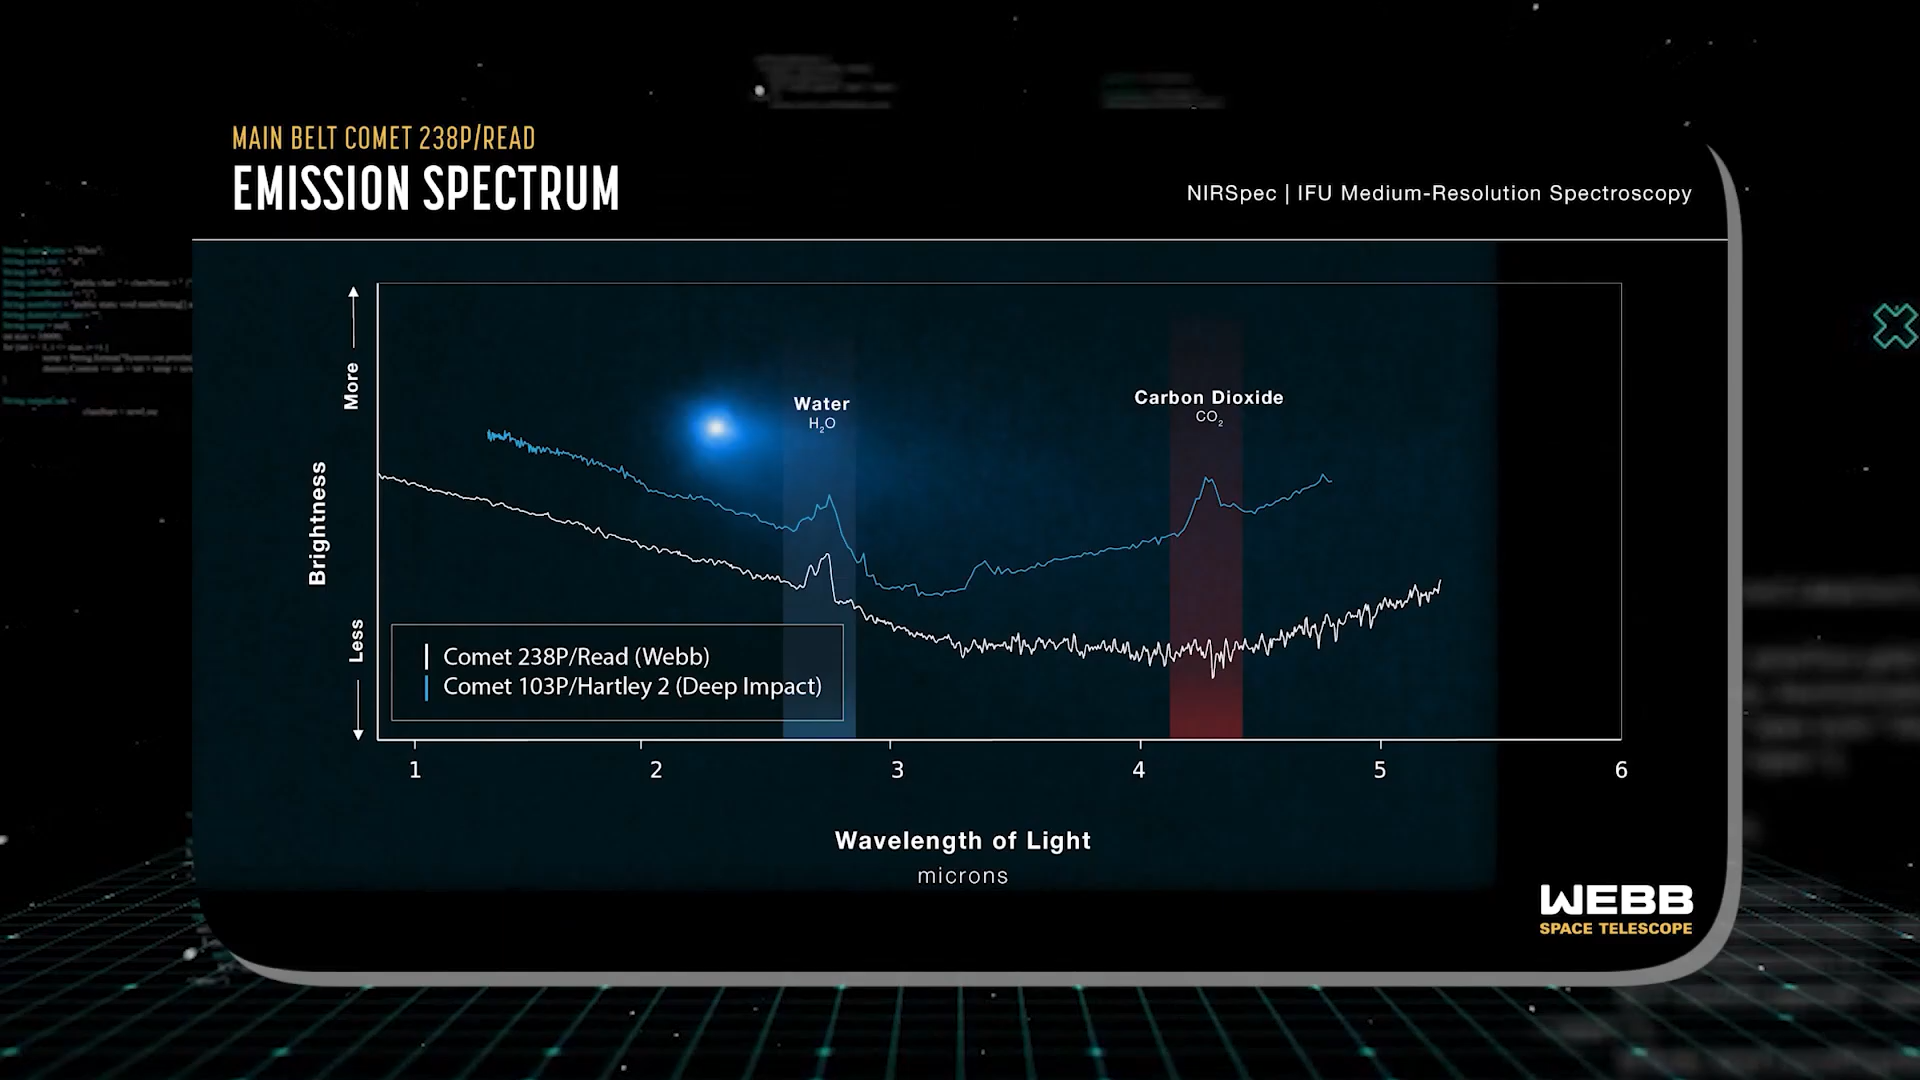 MAIN BELT COMET 238P/READ
EMISSION SPECTRUM
NIRSpec | IFU Medium-Resolution Spectroscopy
More
Brightness
Less
Water
H₂O
Carbon Dioxide
CO₂
Comet 238P/Read (Webb)
Comet 103P/Hartley 2 (Deep Impact)
1 2 3 4 5 6
Wavelength of Light
microns
WEBB
SPACE TELESCOPE